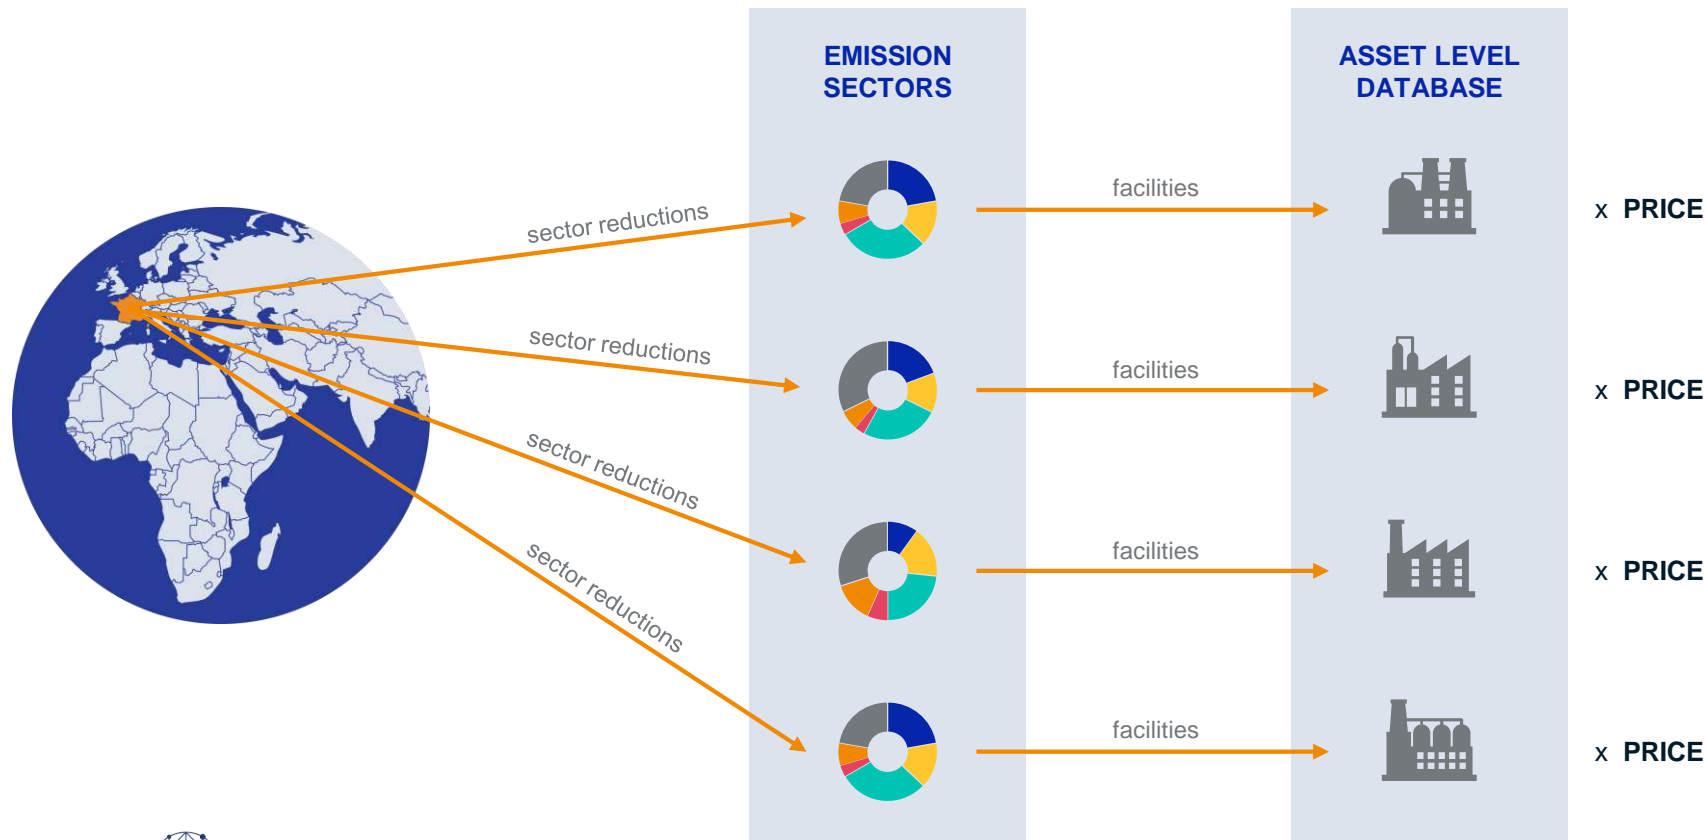 EMISSION
SECTORS
ASSET LEVEL
DATABASE
sector reductions
facilities
x PRICE
sector reductions
facilities
x PRICE
sector reductions
facilities
x PRICE
sector reductions
facilities
x PRICE